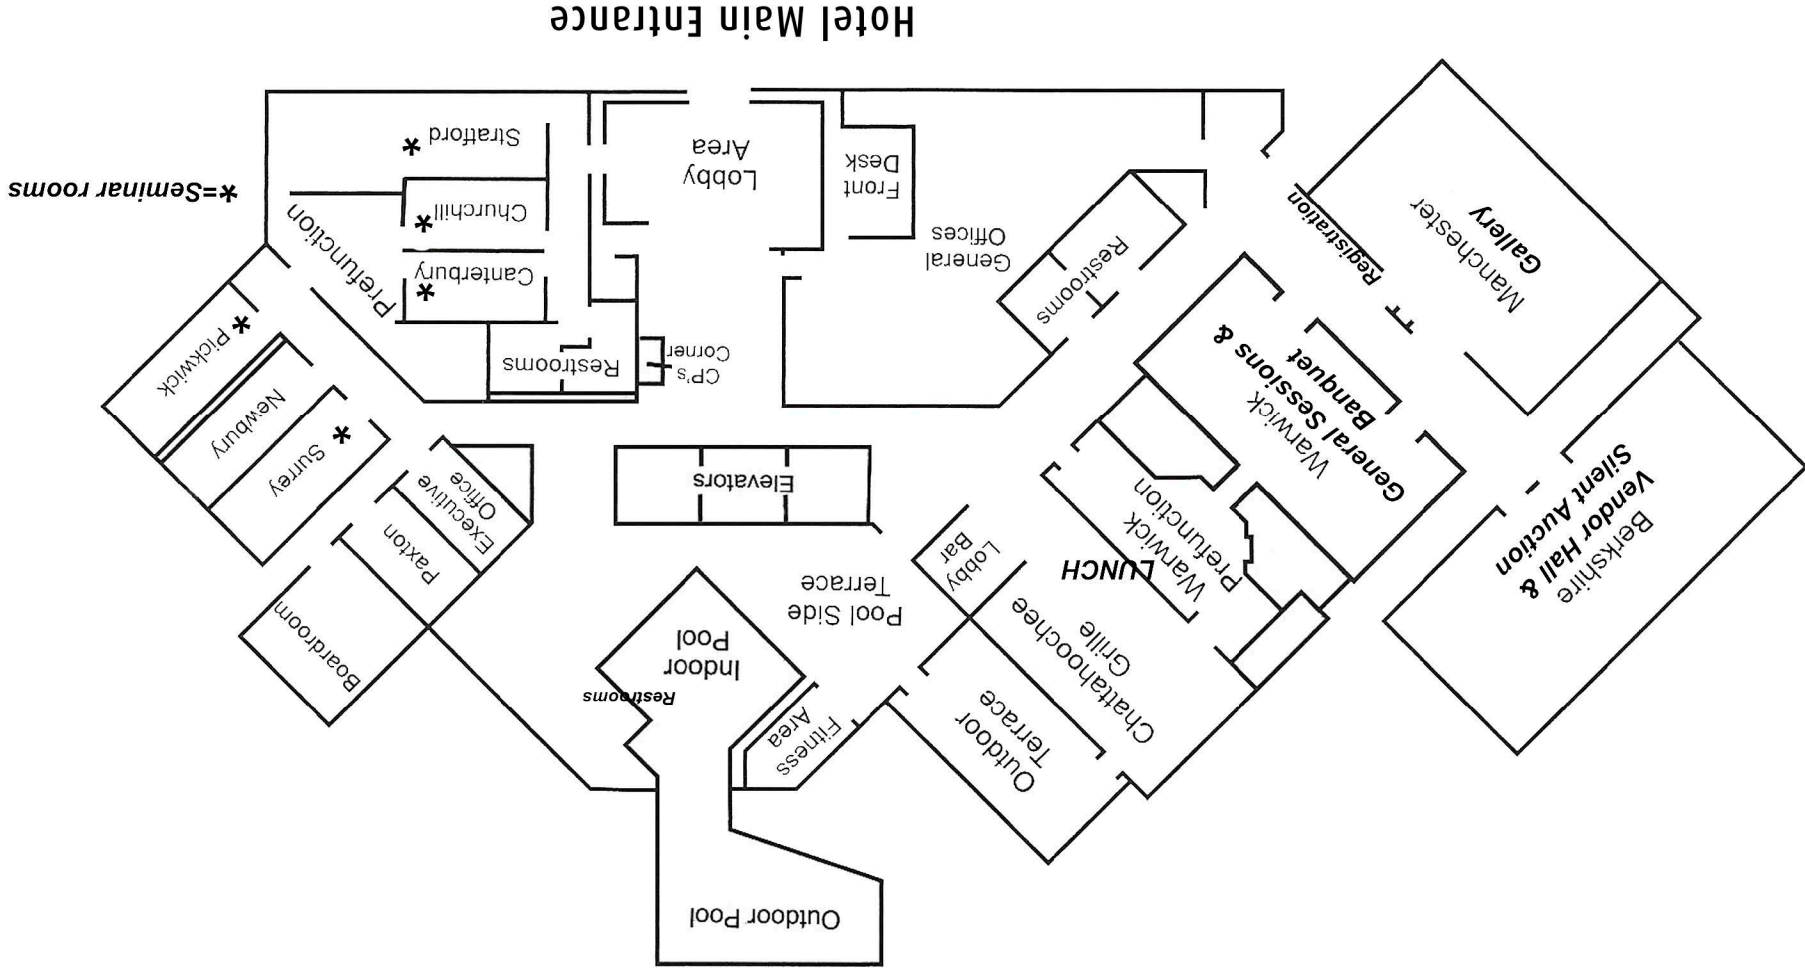 Outdoor Pool
Fitness
Area
Outdoor
Terrace
Restrooms
Indoor
Pool
Boardroom
Chattahoochee
Grille
Pool Side
Terrace
Lobby
Bar
LUNCH
Warwick
Prefunction
Berkshire
Vendor Hall &
Silent Auction
Paxton
Executive
Office
Elevators
* Surrey
Newbury
* Pickwick
Warwick
General Sessions &
Banquet
CP's
Corner
Restrooms
Restrooms
General
Offices
Manchester
Gallery
Registration
Prefunction
Canterbury *
Churchill *
Stratford *
Front
Desk
Lobby
Area
*=Seminar rooms
Hotel Main Entrance